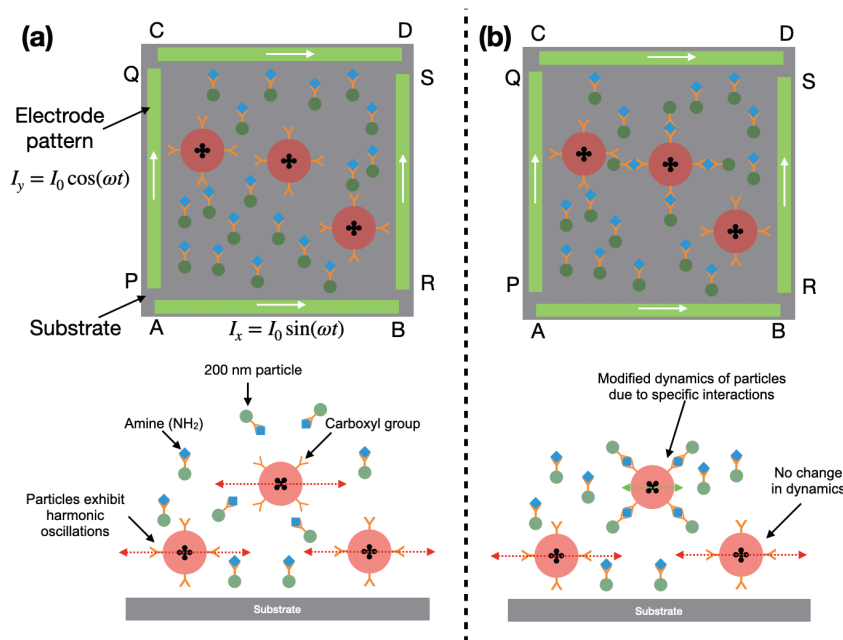 (a)
C
D
Q
S
Electrode
pattern
I_y = I_0 cos(ωt)
P
R
Substrate
A
I_x = I_0 sin(ωt)
B
200 nm particle
Amine (NH₂)
Carboxyl group
Particles exhibit
harmonic
oscillations
Substrate
(b)
C
D
Q
S
P
R
A
B
Modified dynamics of particles
due to specific interactions
No change
in dynamics
Substrate